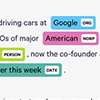 driving cars at Google ORG
Os of major American NORP
PERSON , now the co-founder
er this week DATE .